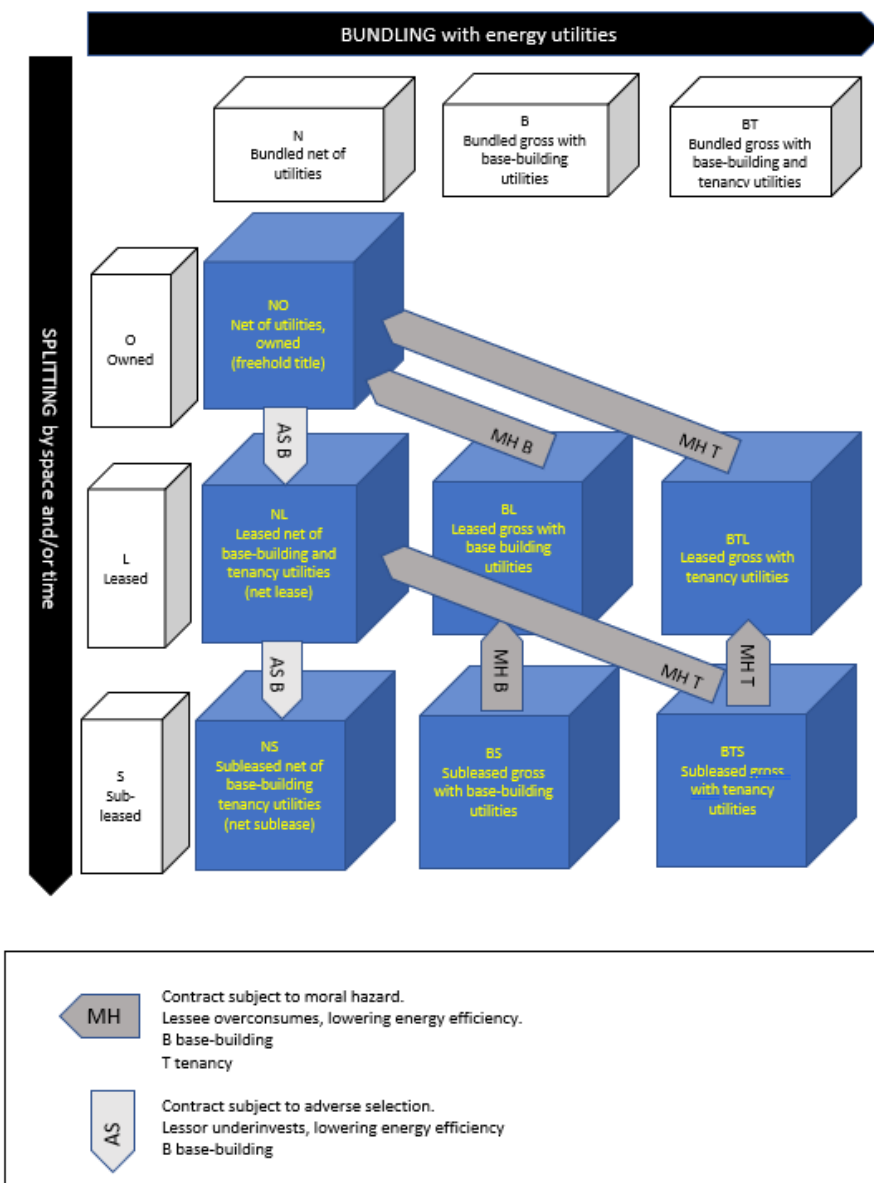 BUNDLING with energy utilities
SPLITTING by space and/or time
N
Bundled net of
utilities
B
Bundled gross with
base-building
utilities
BT
Bundled gross with
base-building and
tenancy utilities
O
Owned
NO
Net of utilities,
owned
(freehold title)
AS B
MH B
MH T
L
Leased
NL
Leased net of
base-building and
tenancy utilities
(net lease)
BL
Leased gross with
base building
utilities
BTL
Leased gross with
tenancy utilities
AS B
MH B
MH T
MH T
S
Sub-
leased
NS
Subleased net of
base-building
tenancy utilities
(net sublease)
BS
Subleased gross
with base-building
utilities
BTS
Subleased gross
with tenancy
utilities
MH
Contract subject to moral hazard.
Lessee overconsumes, lowering energy efficiency.
B base-building
T tenancy
AS
Contract subject to adverse selection.
Lessor underinvests, lowering energy efficiency
B base-building